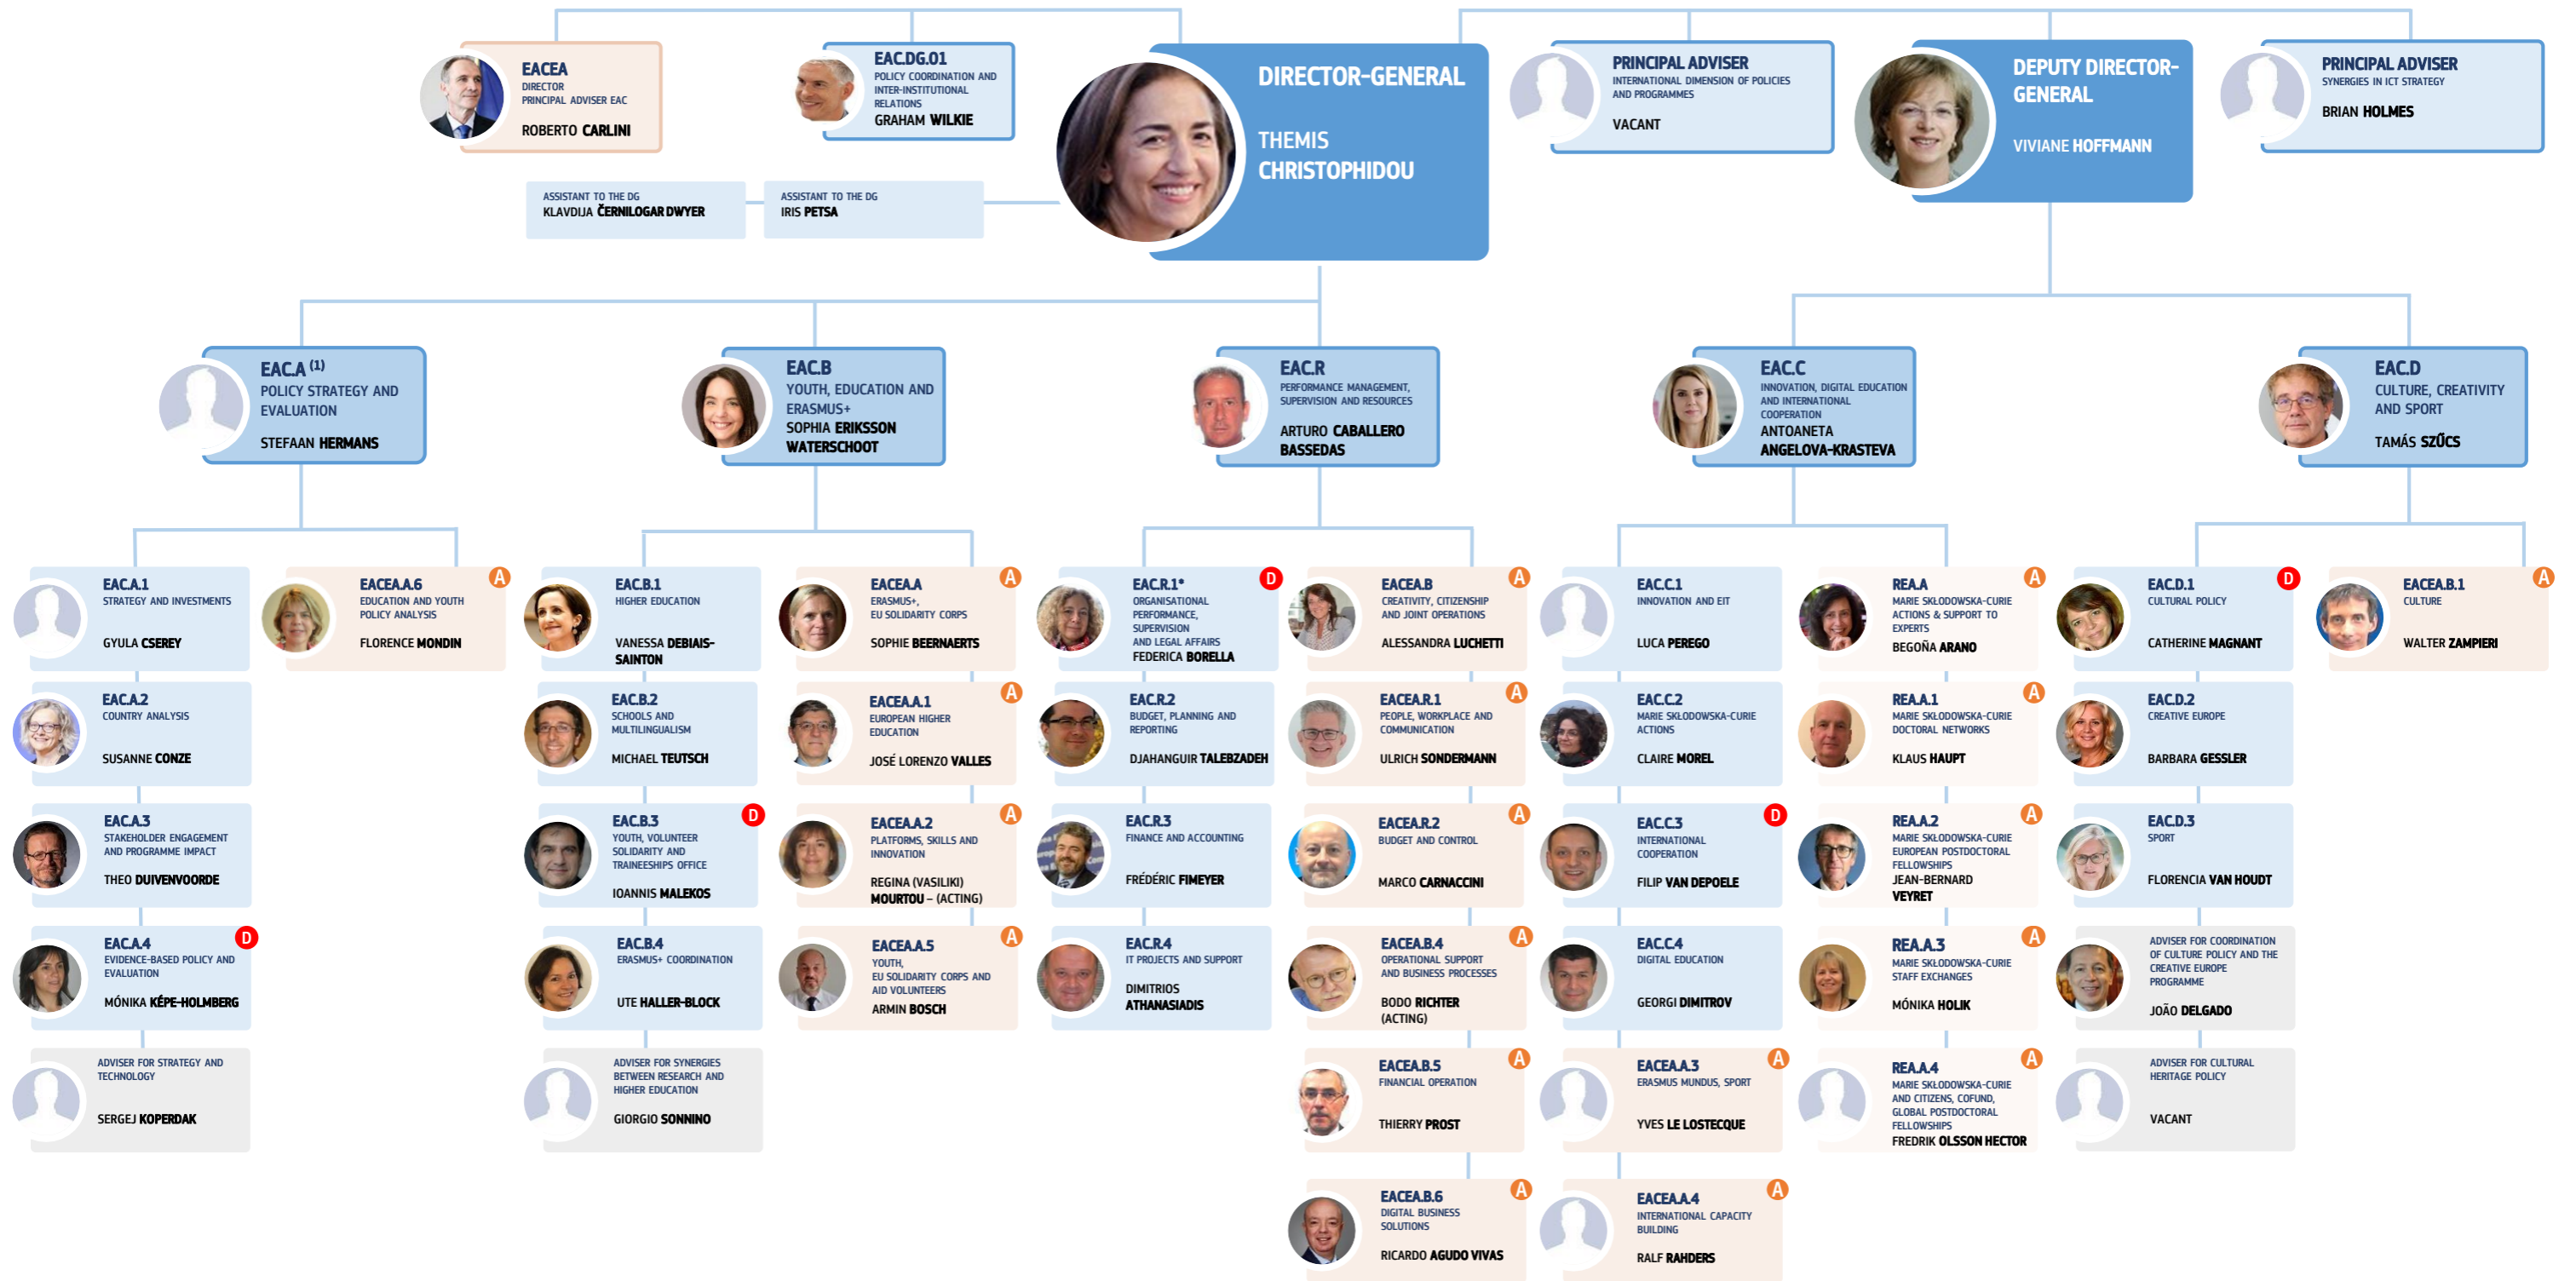 EACEA
DIRECTOR
PRINCIPAL ADVISER EAC
ROBERTO CARLINI
EAC.DG.01
POLICY COORDINATION AND
INTER-INSTITUTIONAL
RELATIONS
GRAHAM WILKIE
DIRECTOR-GENERAL
THEMIS
CHRISTOPHIDOU
PRINCIPAL ADVISER
INTERNATIONAL DIMENSION OF POLICIES
AND PROGRAMMES
VACANT
DEPUTY DIRECTOR-
GENERAL
VIVIANE HOFFMANN
PRINCIPAL ADVISER
SYNERGIES IN ICT STRATEGY
BRIAN HOLMES
ASSISTANT TO THE DG
KLAVDIJA ČERNILOGAR DWYER
ASSISTANT TO THE DG
IRIS PETSA
EAC.A (1)
POLICY STRATEGY AND
EVALUATION
STEFAAN HERMANS
EAC.B
YOUTH, EDUCATION AND
ERASMUS+
SOPHIA ERIKSSON
WATERSCHOOT
EAC.R
PERFORMANCE MANAGEMENT,
SUPERVISION AND RESOURCES
ARTURO CABALLERO
BASSEDAS
EAC.C
INNOVATION, DIGITAL EDUCATION
AND INTERNATIONAL
COOPERATION
ANTOANETA
ANGELOVA-KRASTEVA
EAC.D
CULTURE, CREATIVITY
AND SPORT
TAMÁS SZŰCS
EAC.A.1
STRATEGY AND INVESTMENTS
GYULA CSEREY
EAC.A.2
COUNTRY ANALYSIS
SUSANNE CONZE
EAC.A.3
STAKEHOLDER ENGAGEMENT
AND PROGRAMME IMPACT
THEO DUIVENVOORDE
EAC.A.4
D
EVIDENCE-BASED POLICY AND
EVALUATION
MÓNIKA KÉPE-HOLMBERG
ADVISER FOR STRATEGY AND
TECHNOLOGY
SERGEJ KOPERDAK
EACEA.A.6
A
EDUCATION AND YOUTH
POLICY ANALYSIS
FLORENCE MONDIN
EAC.B.1
HIGHER EDUCATION
VANESSA DEBIAIS-
SAINTON
EAC.B.2
SCHOOLS AND
MULTILINGUALISM
MICHAEL TEUTSCH
EAC.B.3
D
YOUTH, VOLUNTEER
SOLIDARITY AND
TRAINEESHIPS OFFICE
IOANNIS MALEKOS
EAC.B.4
ERASMUS+ COORDINATION
UTE HALLER-BLOCK
ADVISER FOR SYNERGIES
BETWEEN RESEARCH AND
HIGHER EDUCATION
GIORGIO SONNINO
EACEA.A
A
ERASMUS+,
EU SOLIDARITY CORPS
SOPHIE BEERNAERTS
EACEA.A.1
A
EUROPEAN HIGHER
EDUCATION
JOSÉ LORENZO VALLES
EACEA.A.2
A
PLATFORMS, SKILLS AND
INNOVATION
REGINA (VASILIKI)
MOURTOU – (ACTING)
EACEA.A.5
A
YOUTH,
EU SOLIDARITY CORPS AND
AID VOLUNTEERS
ARMIN BOSCH
EAC.R.1*
D
ORGANISATIONAL
PERFORMANCE,
SUPERVISION
AND LEGAL AFFAIRS
FEDERICA BORELLA
EAC.R.2
BUDGET, PLANNING AND
REPORTING
DJAHANGUIR TALEBZADEH
EAC.R.3
FINANCE AND ACCOUNTING
FRÉDÉRIC FIMEYER
EAC.R.4
IT PROJECTS AND SUPPORT
DIMITRIOS
ATHANASIADIS
EACEA.B
A
CREATIVITY, CITIZENSHIP
AND JOINT OPERATIONS
ALESSANDRA LUCHETTI
EACEA.R.1
A
PEOPLE, WORKPLACE AND
COMMUNICATION
ULRICH SONDERMANN
EACEA.R.2
A
BUDGET AND CONTROL
MARCO CARNACCINI
EACEA.B.4
A
OPERATIONAL SUPPORT
AND BUSINESS PROCESSES
BODO RICHTER
(ACTING)
EACEA.B.5
A
FINANCIAL OPERATION
THIERRY PROST
EACEA.B.6
A
DIGITAL BUSINESS
SOLUTIONS
RICARDO AGUDO VIVAS
EAC.C.1
INNOVATION AND EIT
LUCA PEREGO
EAC.C.2
MARIE SKŁODOWSKA-CURIE
ACTIONS
CLAIRE MOREL
EAC.C.3
D
INTERNATIONAL
COOPERATION
FILIP VAN DEPOELE
EAC.C.4
DIGITAL EDUCATION
GEORGI DIMITROV
EACEA.A.3
A
ERASMUS MUNDUS, SPORT
YVES LE LOSTECQUE
EACEA.A.4
A
INTERNATIONAL CAPACITY
BUILDING
RALF RAHDERS
REA.A
A
MARIE SKŁODOWSKA-CURIE
ACTIONS & SUPPORT TO
EXPERTS
BEGOÑA ARANO
REA.A.1
A
MARIE SKŁODOWSKA-CURIE
DOCTORAL NETWORKS
KLAUS HAUPT
REA.A.2
A
MARIE SKŁODOWSKA-CURIE
EUROPEAN POSTDOCTORAL
FELLOWSHIPS
JEAN-BERNARD
VEYRET
REA.A.3
A
MARIE SKŁODOWSKA-CURIE
STAFF EXCHANGES
MÓNIKA HOLIK
REA.A.4
A
MARIE SKŁODOWSKA-CURIE
AND CITIZENS, COFUND,
GLOBAL POSTDOCTORAL
FELLOWSHIPS
FREDRIK OLSSON HECTOR
EAC.D.1
D
CULTURAL POLICY
CATHERINE MAGNANT
EAC.D.2
CREATIVE EUROPE
BARBARA GESSLER
EAC.D.3
SPORT
FLORENCIA VAN HOUDT
ADVISER FOR COORDINATION
OF CULTURE POLICY AND THE
CREATIVE EUROPE
PROGRAMME
JOÃO DELGADO
ADVISER FOR CULTURAL
HERITAGE POLICY
VACANT
EACEA.B.1
A
CULTURE
WALTER ZAMPIERI